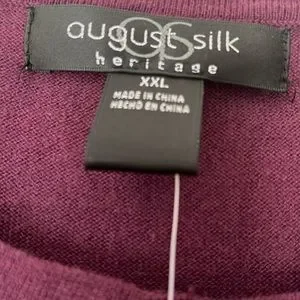 august silk
heritage
XXL
MADE IN CHINA
HECHO EN CHINA